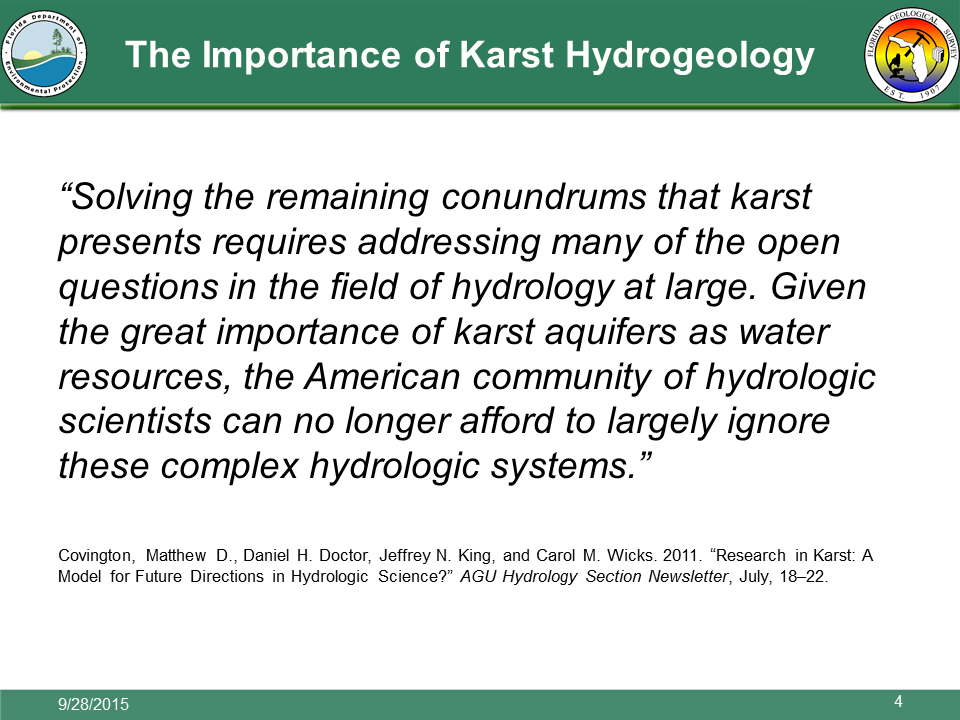 Florida Department of
Environmental Protection
The Importance of Karst Hydrogeology
FLORIDA GEOLOGICAL SURVEY
EST. 1907
“Solving the remaining conundrums that karst
presents requires addressing many of the open
questions in the field of hydrology at large. Given
the great importance of karst aquifers as water
resources, the American community of hydrologic
scientists can no longer afford to largely ignore
these complex hydrologic systems.”
Covington, Matthew D., Daniel H. Doctor, Jeffrey N. King, and Carol M. Wicks. 2011. “Research in Karst: A
Model for Future Directions in Hydrologic Science?” AGU Hydrology Section Newsletter, July, 18–22.
9/28/2015
4